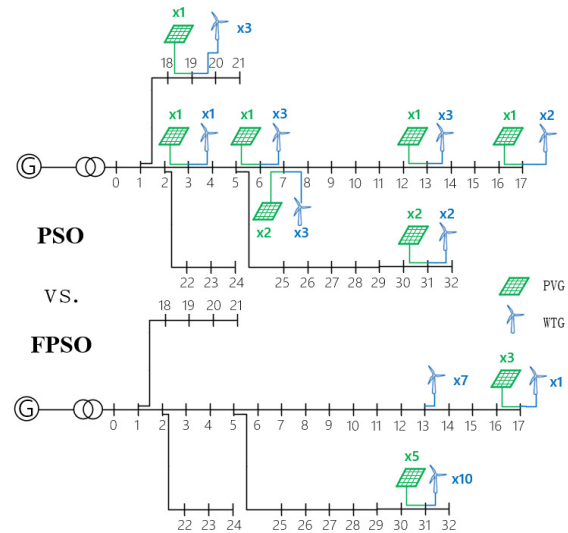 x1 x3
18 19 20 21
x1 x1 x1 x3 x1 x3 x1 x2
G
0 1 2 3 4 5 6 7 8 9 10 11 12 13 14 15 16 17
PSO
x2 x3 x2 x2
22 23 24 25 26 27 28 29 30 31 32
vs.
PVG
18 19 20 21
WTG
FPSO
x7 x3 x1
G
0 1 2 3 4 5 6 7 8 9 10 11 12 13 14 15 16 17
x5 x10
22 23 24 25 26 27 28 29 30 31 32